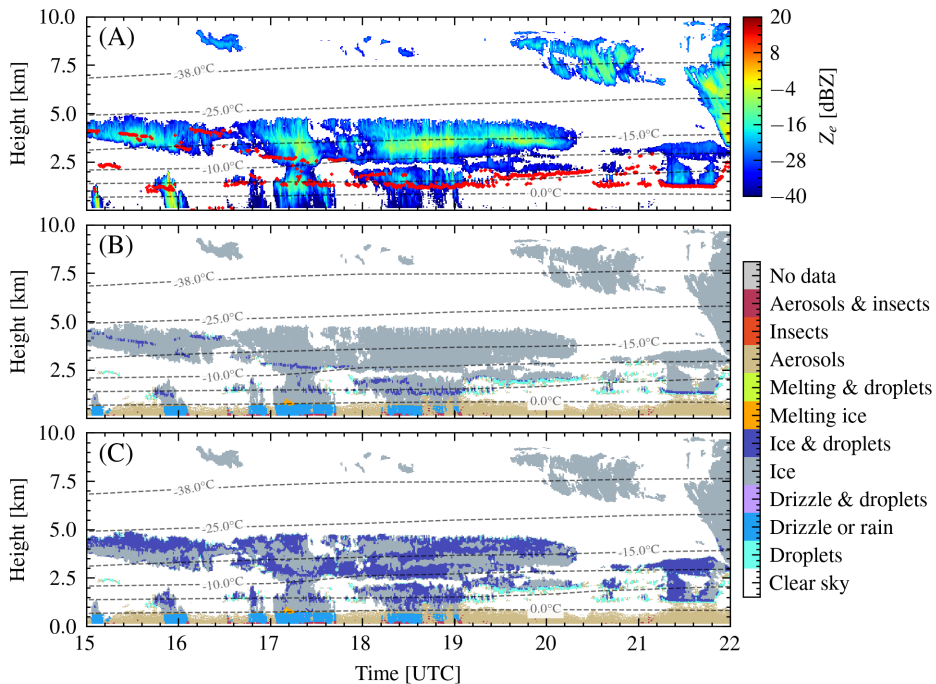 (A)
10.0
7.5
5.0
2.5
Height [km]
-38.0°C
-25.0°C
-15.0°C
-10.0°C
0.0°C
20
8
−4
−16
−28
−40
Z_e [dBZ]
(B)
10.0
7.5
5.0
2.5
0.0
Height [km]
-38.0°C
-25.0°C
-15.0°C
-10.0°C
0.0°C
(C)
10.0
7.5
5.0
2.5
0.0
Height [km]
-38.0°C
-25.0°C
-15.0°C
-10.0°C
0.0°C
15 16 17 18 19 20 21 22
Time [UTC]
No data
Aerosols & insects
Insects
Aerosols
Melting & droplets
Melting ice
Ice & droplets
Ice
Drizzle & droplets
Drizzle or rain
Droplets
Clear sky